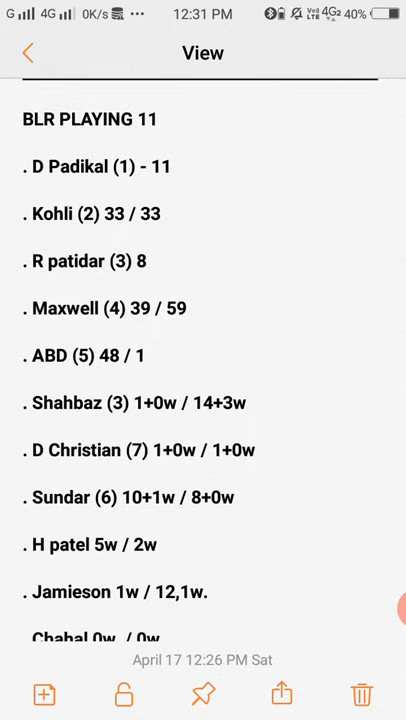 G 4G 0K/s ... 12:31 PM VoLTE 4G2 40%
View
BLR PLAYING 11
. D Padikal (1) - 11
. Kohli (2) 33 / 33
. R patidar (3) 8
. Maxwell (4) 39 / 59
. ABD (5) 48 / 1
. Shahbaz (3) 1+0w / 14+3w
. D Christian (7) 1+0w / 1+0w
. Sundar (6) 10+1w / 8+0w
. H patel 5w / 2w
. Jamieson 1w / 12,1w.
Chahal 0w / 0w
April 17 12:26 PM Sat